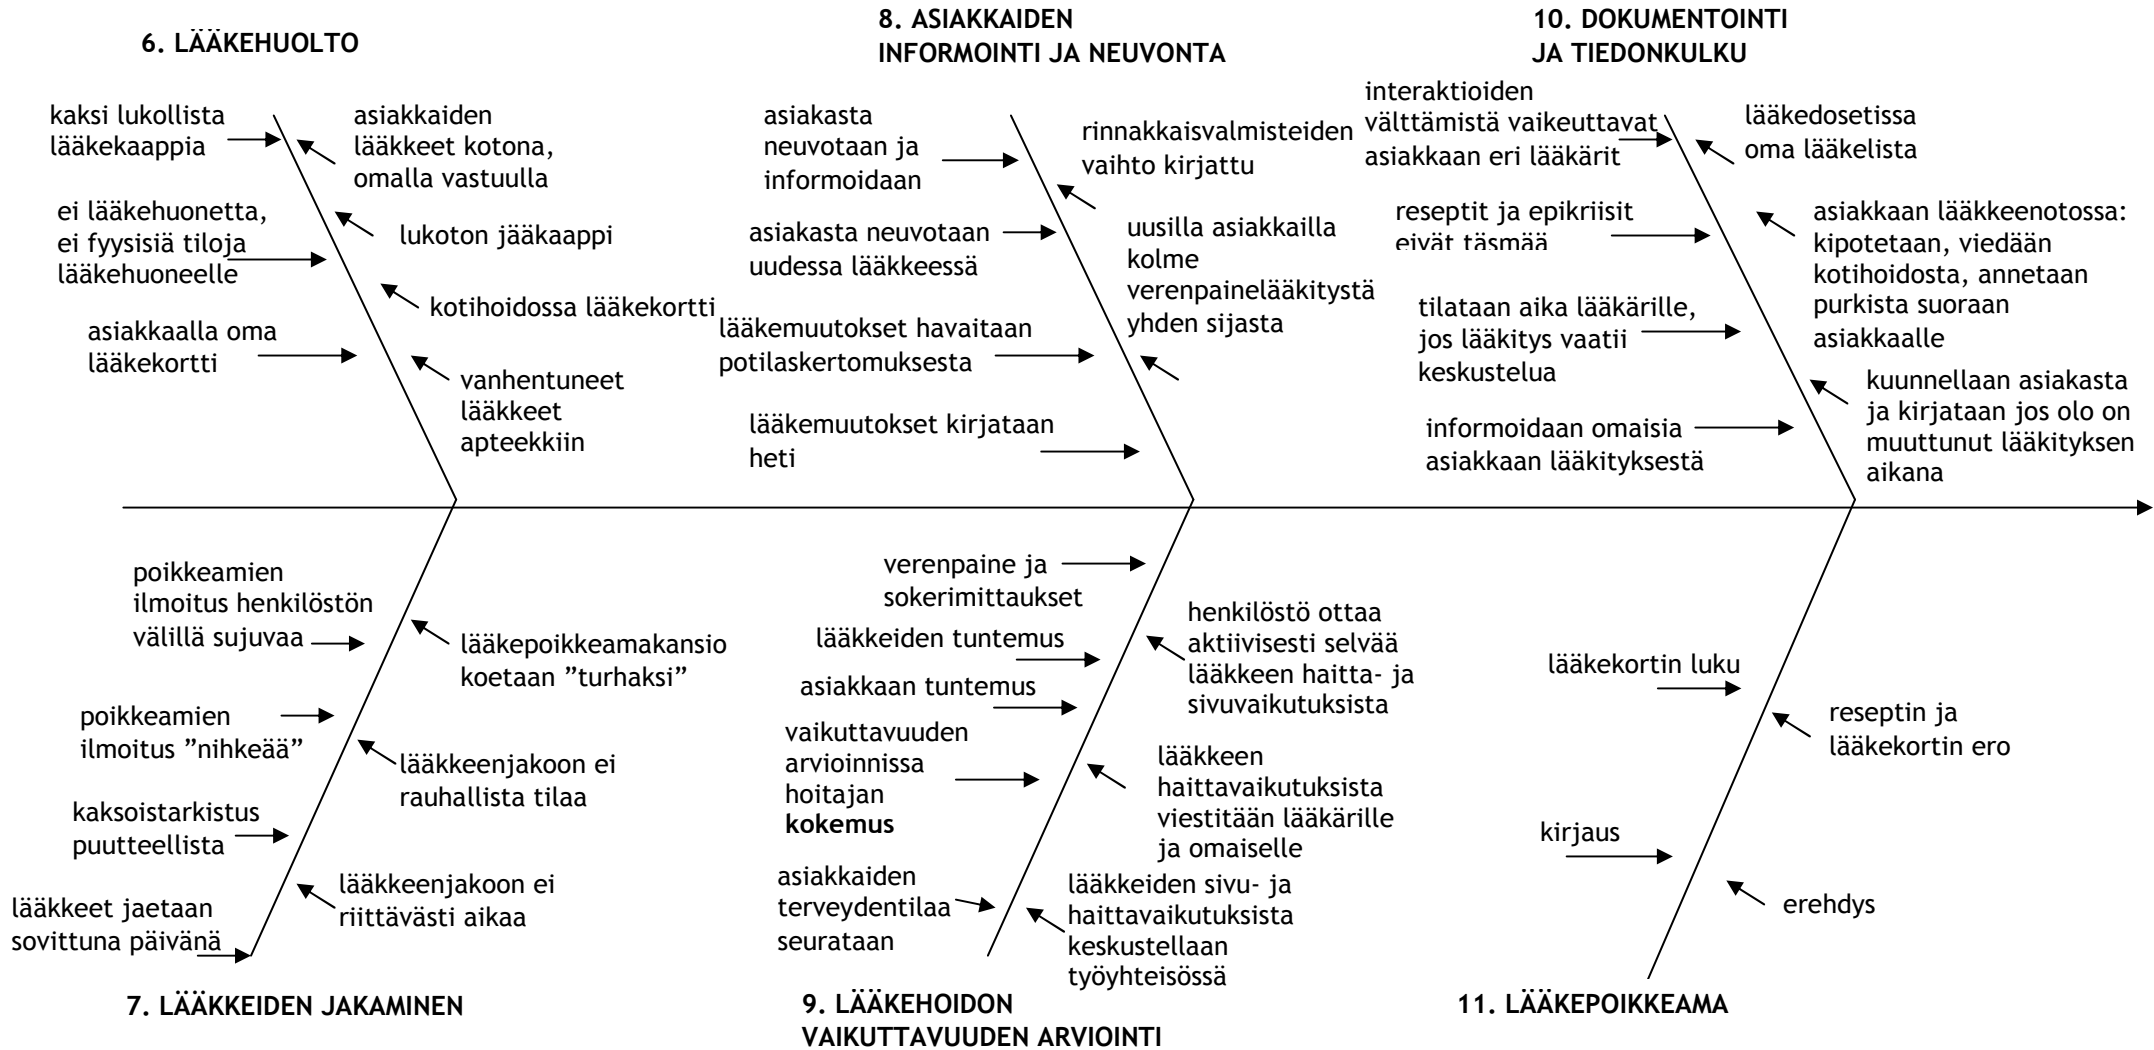 6. LÄÄKEHUOLTO
kaksi lukollista
lääkekaappia
asiakkaiden
lääkkeet kotona,
omalla vastuulla
ei lääkehuonetta,
ei fyysisiä tiloja
lääkehuoneelle
lukoton jääkaappi
kotihoidossa lääkekortti
asiakkaalla oma
lääkekortti
vanhentuneet
lääkkeet
apteekkiin
8. ASIAKKAIDEN
INFORMOINTI JA NEUVONTA
asiakasta
neuvotaan ja
informoidaan
rinnakkaisvalmisteiden
vaihto kirjattu
asiakasta neuvotaan
uudessa lääkkeessä
uusilla asiakkailla
kolme
verenpainelääkitystä
yhden sijasta
lääkemuutokset havaitaan
potilaskertomuksesta
lääkemuutokset kirjataan
heti
10. DOKUMENTOINTI
JA TIEDONKULKU
interaktioiden
välttämistä vaikeuttavat
asiakkaan eri lääkärit
lääkedosetissa
oma lääkelista
reseptit ja epikriisit
eivät täsmää
asiakkaan lääkkeenotossa:
kipotetaan, viedään
kotihoidosta, annetaan
purkista suoraan
asiakkaalle
tilataan aika lääkärille,
jos lääkitys vaatii
keskustelua
kuunnellaan asiakasta
ja kirjataan jos olo on
muuttunut lääkityksen
aikana
informoidaan omaisia
asiakkaan lääkityksestä
poikkeamien
ilmoitus henkilöstön
välillä sujuvaa
lääkepoikkeamakansio
koetaan ”turhaksi”
poikkeamien
ilmoitus ”nihkeää”
lääkkeenjakoon ei
rauhallista tilaa
kaksoistarkistus
puutteellista
lääkkeenjakoon ei
riittävästi aikaa
lääkkeet jaetaan
sovittuna päivänä
7. LÄÄKKEIDEN JAKAMINEN
verenpaine ja
sokerimittaukset
henkilöstö ottaa
aktiivisesti selvää
lääkkeen haitta- ja
sivuvaikutuksista
lääkkeiden tuntemus
asiakkaan tuntemus
vaikuttavuuden
arvioinnissa
hoitajan
kokemus
lääkkeen
haittavaikutuksista
viestitään lääkärille
ja omaiselle
asiakkaiden
terveydentilaa
seurataan
lääkkeiden sivu- ja
haittavaikutuksista
keskustellaan
työyhteisössä
9. LÄÄKEHOIDON
VAIKUTTAVUUDEN ARVIOINTI
lääkekortin luku
reseptin ja
lääkekortin ero
kirjaus
erehdys
11. LÄÄKEPOIKKEAMA